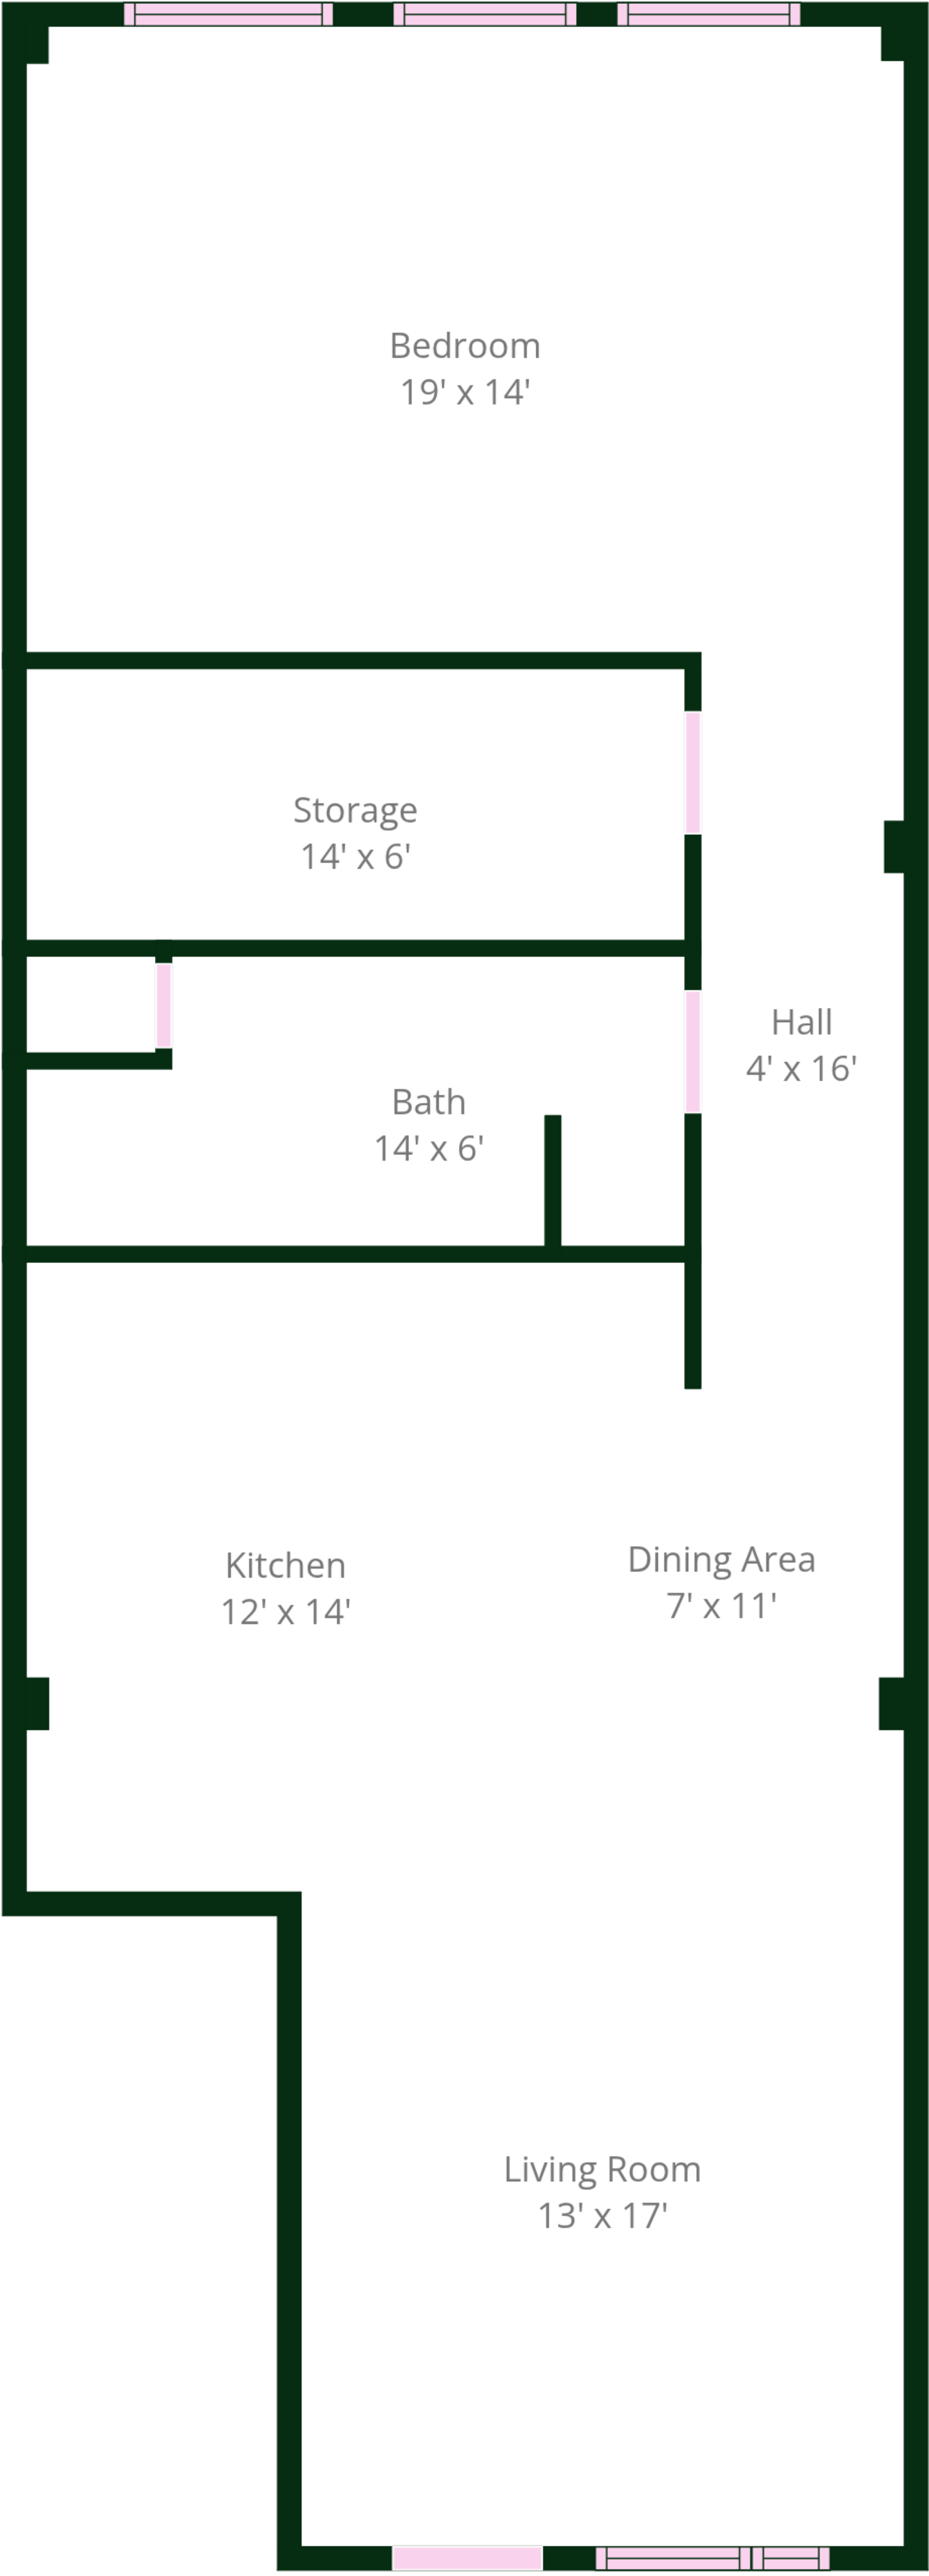 Bedroom
19' x 14'
Storage
14' x 6'
Hall
4' x 16'
Bath
14' x 6'
Kitchen
12' x 14'
Dining Area
7' x 11'
Living Room
13' x 17'